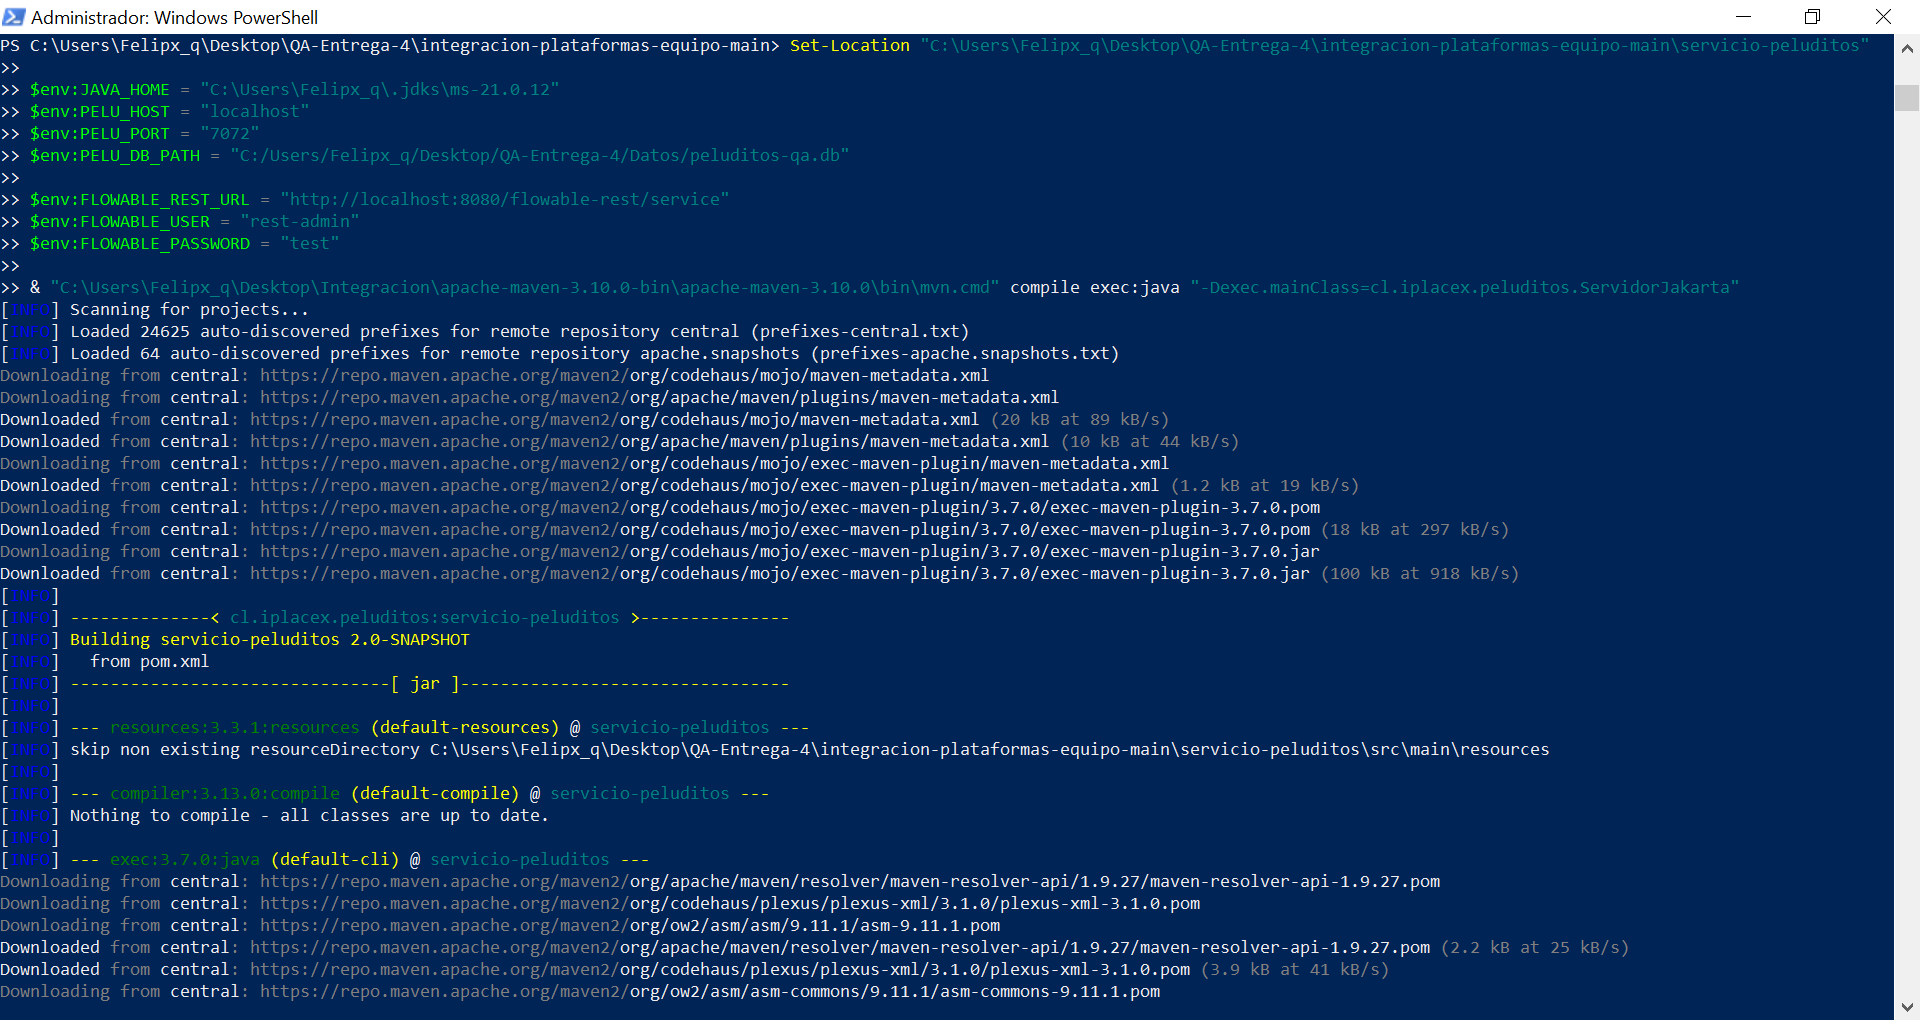 Administrador: Windows PowerShell
PS C:\Users\Felipx_q\Desktop\QA-Entrega-4\integracion-plataformas-equipo-main> Set-Location "C:\Users\Felipx_q\Desktop\QA-Entrega-4\integracion-plataformas-equipo-main\servicio-peluditos"
>>
>> $env:JAVA_HOME = "C:\Users\Felipx_q\.jdks\ms-21.0.12"
>> $env:PELU_HOST = "localhost"
>> $env:PELU_PORT = "7072"
>> $env:PELU_DB_PATH = "C:/Users/Felipx_q/Desktop/QA-Entrega-4/Datos/peluditos-qa.db"
>>
>> $env:FLOWABLE_REST_URL = "http://localhost:8080/flowable-rest/service"
>> $env:FLOWABLE_USER = "rest-admin"
>> $env:FLOWABLE_PASSWORD = "test"
>>
>> & "C:\Users\Felipx_q\Desktop\Integracion\apache-maven-3.10.0-bin\apache-maven-3.10.0\bin\mvn.cmd" compile exec:java "-Dexec.mainClass=cl.iplacex.peluditos.ServidorJakarta"
[INFO] Scanning for projects...
[INFO] Loaded 24625 auto-discovered prefixes for remote repository central (prefixes-central.txt)
[INFO] Loaded 64 auto-discovered prefixes for remote repository apache.snapshots (prefixes-apache.snapshots.txt)
Downloading from central: https://repo.maven.apache.org/maven2/org/codehaus/mojo/maven-metadata.xml
Downloading from central: https://repo.maven.apache.org/maven2/org/apache/maven/plugins/maven-metadata.xml
Downloaded from central: https://repo.maven.apache.org/maven2/org/codehaus/mojo/maven-metadata.xml (20 kB at 89 kB/s)
Downloaded from central: https://repo.maven.apache.org/maven2/org/apache/maven/plugins/maven-metadata.xml (10 kB at 44 kB/s)
Downloading from central: https://repo.maven.apache.org/maven2/org/codehaus/mojo/exec-maven-plugin/maven-metadata.xml
Downloaded from central: https://repo.maven.apache.org/maven2/org/codehaus/mojo/exec-maven-plugin/maven-metadata.xml (1.2 kB at 19 kB/s)
Downloading from central: https://repo.maven.apache.org/maven2/org/codehaus/mojo/exec-maven-plugin/3.7.0/exec-maven-plugin-3.7.0.pom
Downloaded from central: https://repo.maven.apache.org/maven2/org/codehaus/mojo/exec-maven-plugin/3.7.0/exec-maven-plugin-3.7.0.pom (18 kB at 297 kB/s)
Downloading from central: https://repo.maven.apache.org/maven2/org/codehaus/mojo/exec-maven-plugin/3.7.0/exec-maven-plugin-3.7.0.jar
Downloaded from central: https://repo.maven.apache.org/maven2/org/codehaus/mojo/exec-maven-plugin/3.7.0/exec-maven-plugin-3.7.0.jar (100 kB at 918 kB/s)
[INFO]
[INFO] --------------< cl.iplacex.peluditos:servicio-peluditos >---------------
[INFO] Building servicio-peluditos 2.0-SNAPSHOT
[INFO]   from pom.xml
[INFO] --------------------------------[ jar ]---------------------------------
[INFO]
[INFO] --- resources:3.3.1:resources (default-resources) @ servicio-peluditos ---
[INFO] skip non existing resourceDirectory C:\Users\Felipx_q\Desktop\QA-Entrega-4\integracion-plataformas-equipo-main\servicio-peluditos\src\main\resources
[INFO]
[INFO] --- compiler:3.13.0:compile (default-compile) @ servicio-peluditos ---
[INFO] Nothing to compile - all classes are up to date.
[INFO]
[INFO] --- exec:3.7.0:java (default-cli) @ servicio-peluditos ---
Downloading from central: https://repo.maven.apache.org/maven2/org/apache/maven/resolver/maven-resolver-api/1.9.27/maven-resolver-api-1.9.27.pom
Downloading from central: https://repo.maven.apache.org/maven2/org/codehaus/plexus/plexus-xml/3.1.0/plexus-xml-3.1.0.pom
Downloading from central: https://repo.maven.apache.org/maven2/org/ow2/asm/asm/9.11.1/asm-9.11.1.pom
Downloaded from central: https://repo.maven.apache.org/maven2/org/apache/maven/resolver/maven-resolver-api/1.9.27/maven-resolver-api-1.9.27.pom (2.2 kB at 25 kB/s)
Downloaded from central: https://repo.maven.apache.org/maven2/org/codehaus/plexus/plexus-xml/3.1.0/plexus-xml-3.1.0.pom (3.9 kB at 41 kB/s)
Downloading from central: https://repo.maven.apache.org/maven2/org/ow2/asm/asm-commons/9.11.1/asm-commons-9.11.1.pom